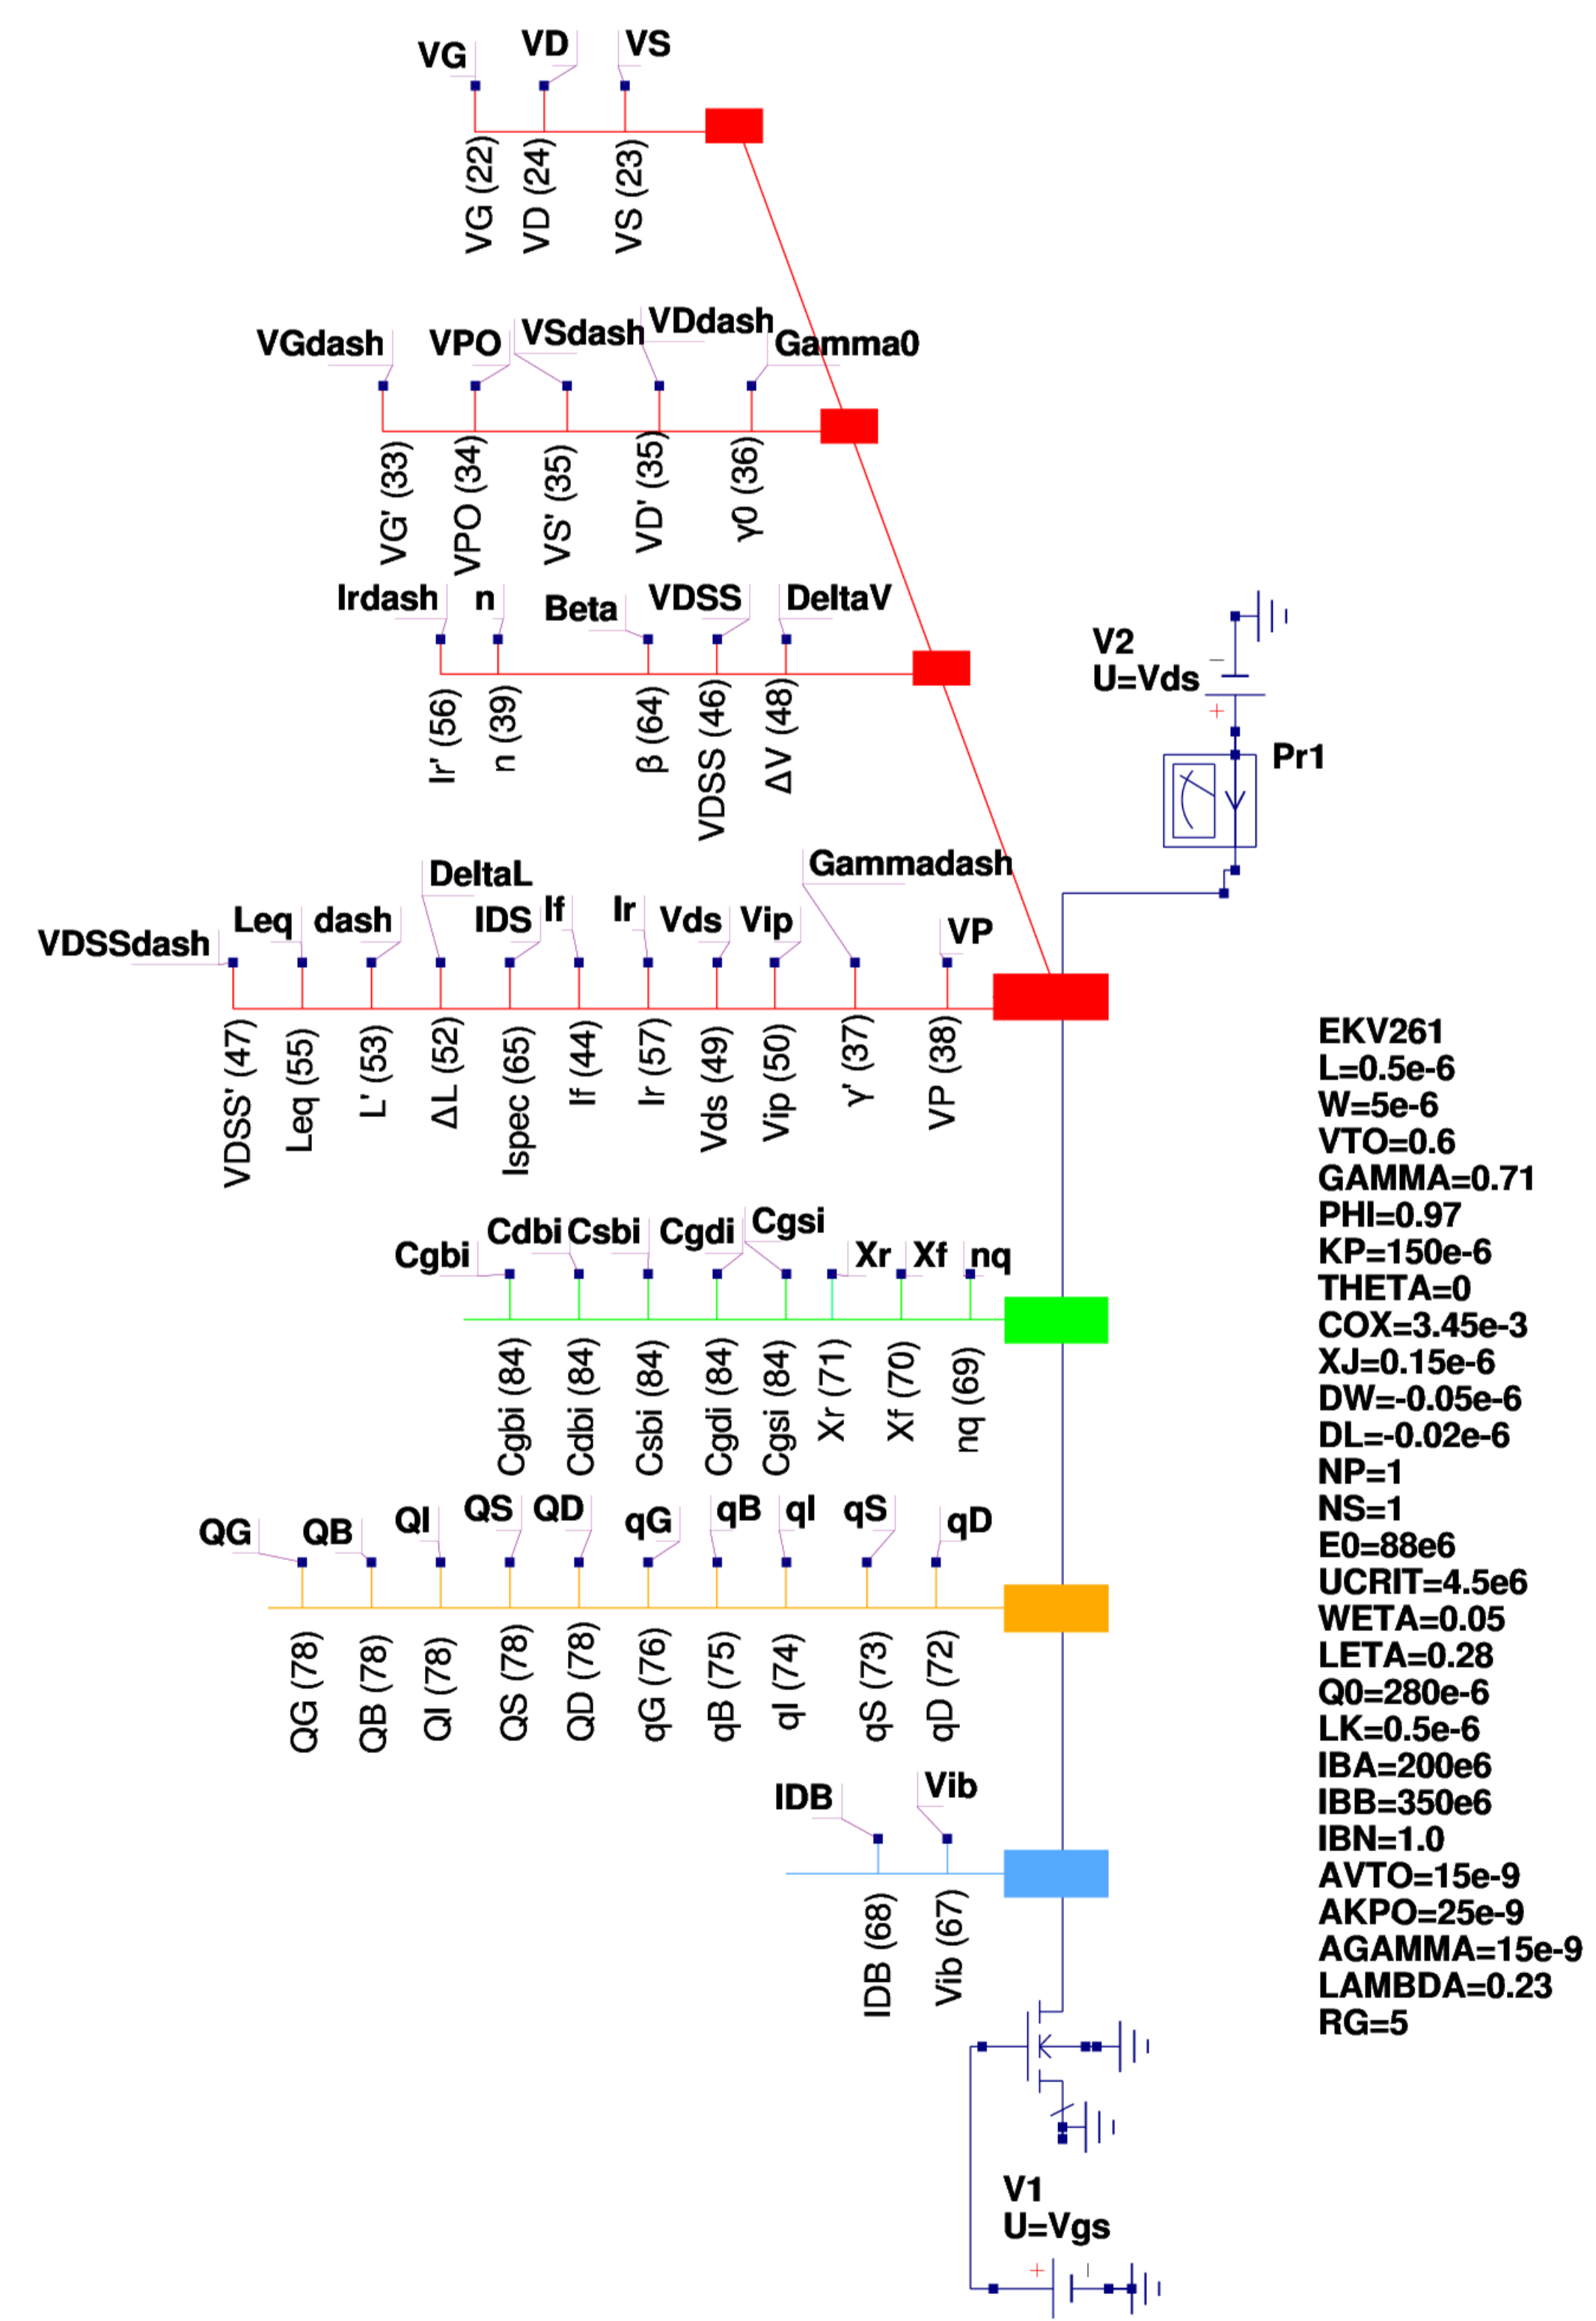 VG VD VS
VG (22) VD (24) VS (23)
VGdash VPO VSdash VDdash Gamma0
VG' (33) VPO (34) VS' (35) VD' (35) γ0 (36)
Irdash n Beta VDSS DeltaV
Ir' (56) n (39) β (64) VDSS (46) ΔV (48)
V2
U=Vds
− +
Pr1
VDSSdash Leq dash DeltaL IDS If Ir Vds Vip Gammadash VP
VDSS' (47) Leq (55) L' (53) ΔL (52) Ispec (65) If (44) Ir (57) Vds (49) Vip (50) γ' (37) VP (38)
Cgbi Cdbi Csbi Cgdi Cgsi Xr Xf nq
Cgbi (84) Cdbi (84) Csbi (84) Cgdi (84) Cgsi (84) Xr (71) Xf (70) nq (69)
QG QB QI QS QD qG qB qI qS qD
QG (78) QB (78) QI (78) QS (78) QD (78) qG (76) qB (75) qI (74) qS (73) qD (72)
IDB Vib
IDB (68) Vib (67)
V1
U=Vgs
+ −
EKV261
L=0.5e-6
W=5e-6
VTO=0.6
GAMMA=0.71
PHI=0.97
KP=150e-6
THETA=0
COX=3.45e-3
XJ=0.15e-6
DW=-0.05e-6
DL=-0.02e-6
NP=1
NS=1
E0=88e6
UCRIT=4.5e6
WETA=0.05
LETA=0.28
Q0=280e-6
LK=0.5e-6
IBA=200e6
IBB=350e6
IBN=1.0
AVTO=15e-9
AKPO=25e-9
AGAMMA=15e-9
LAMBDA=0.23
RG=5